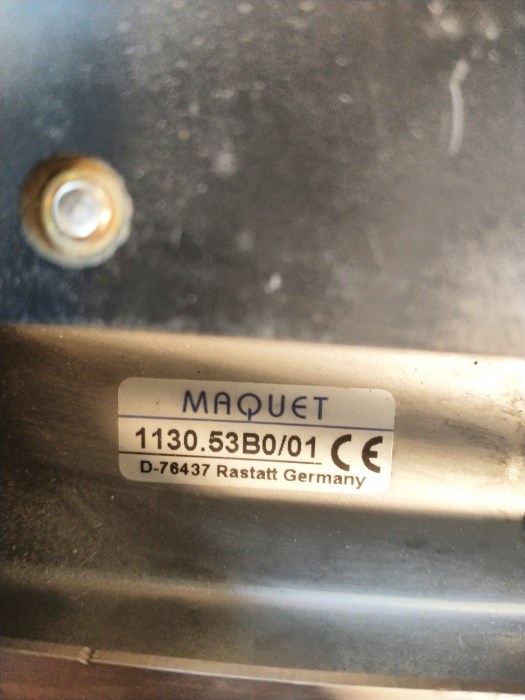 MAQUET
1130.53B0/01 CE
D-76437 Rastatt Germany